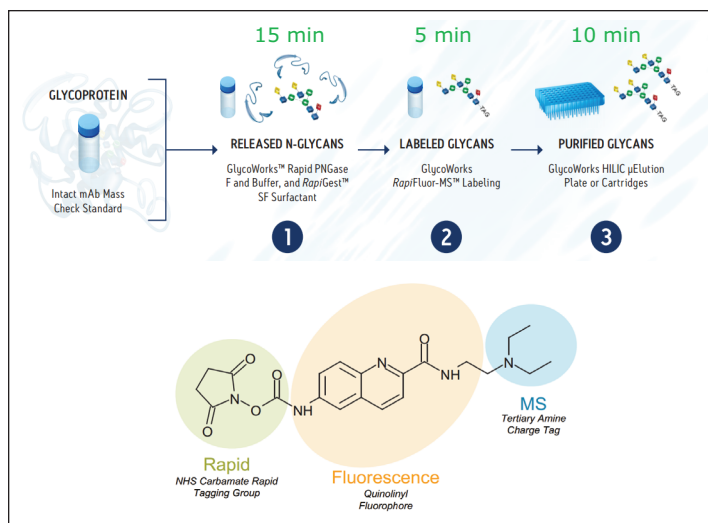 15 min
5 min
10 min
GLYCOPROTEIN
Intact mAb Mass
Check Standard
TAG
TAG
TAG
RELEASED N-GLYCANS
GlycoWorks™ Rapid PNGase
F and Buffer, and RapiGest™
SF Surfactant
1
LABELED GLYCANS
GlycoWorks
RapiFluor-MS™ Labeling
2
PURIFIED GLYCANS
GlycoWorks HILIC µElution
Plate or Cartridges
3
O
O
N
O
O
NH
N
O
NH
N
O
Rapid
NHS Carbamate Rapid
Tagging Group
Fluorescence
Quinolinyl
Fluorophore
MS
Tertiary Amine
Charge Tag